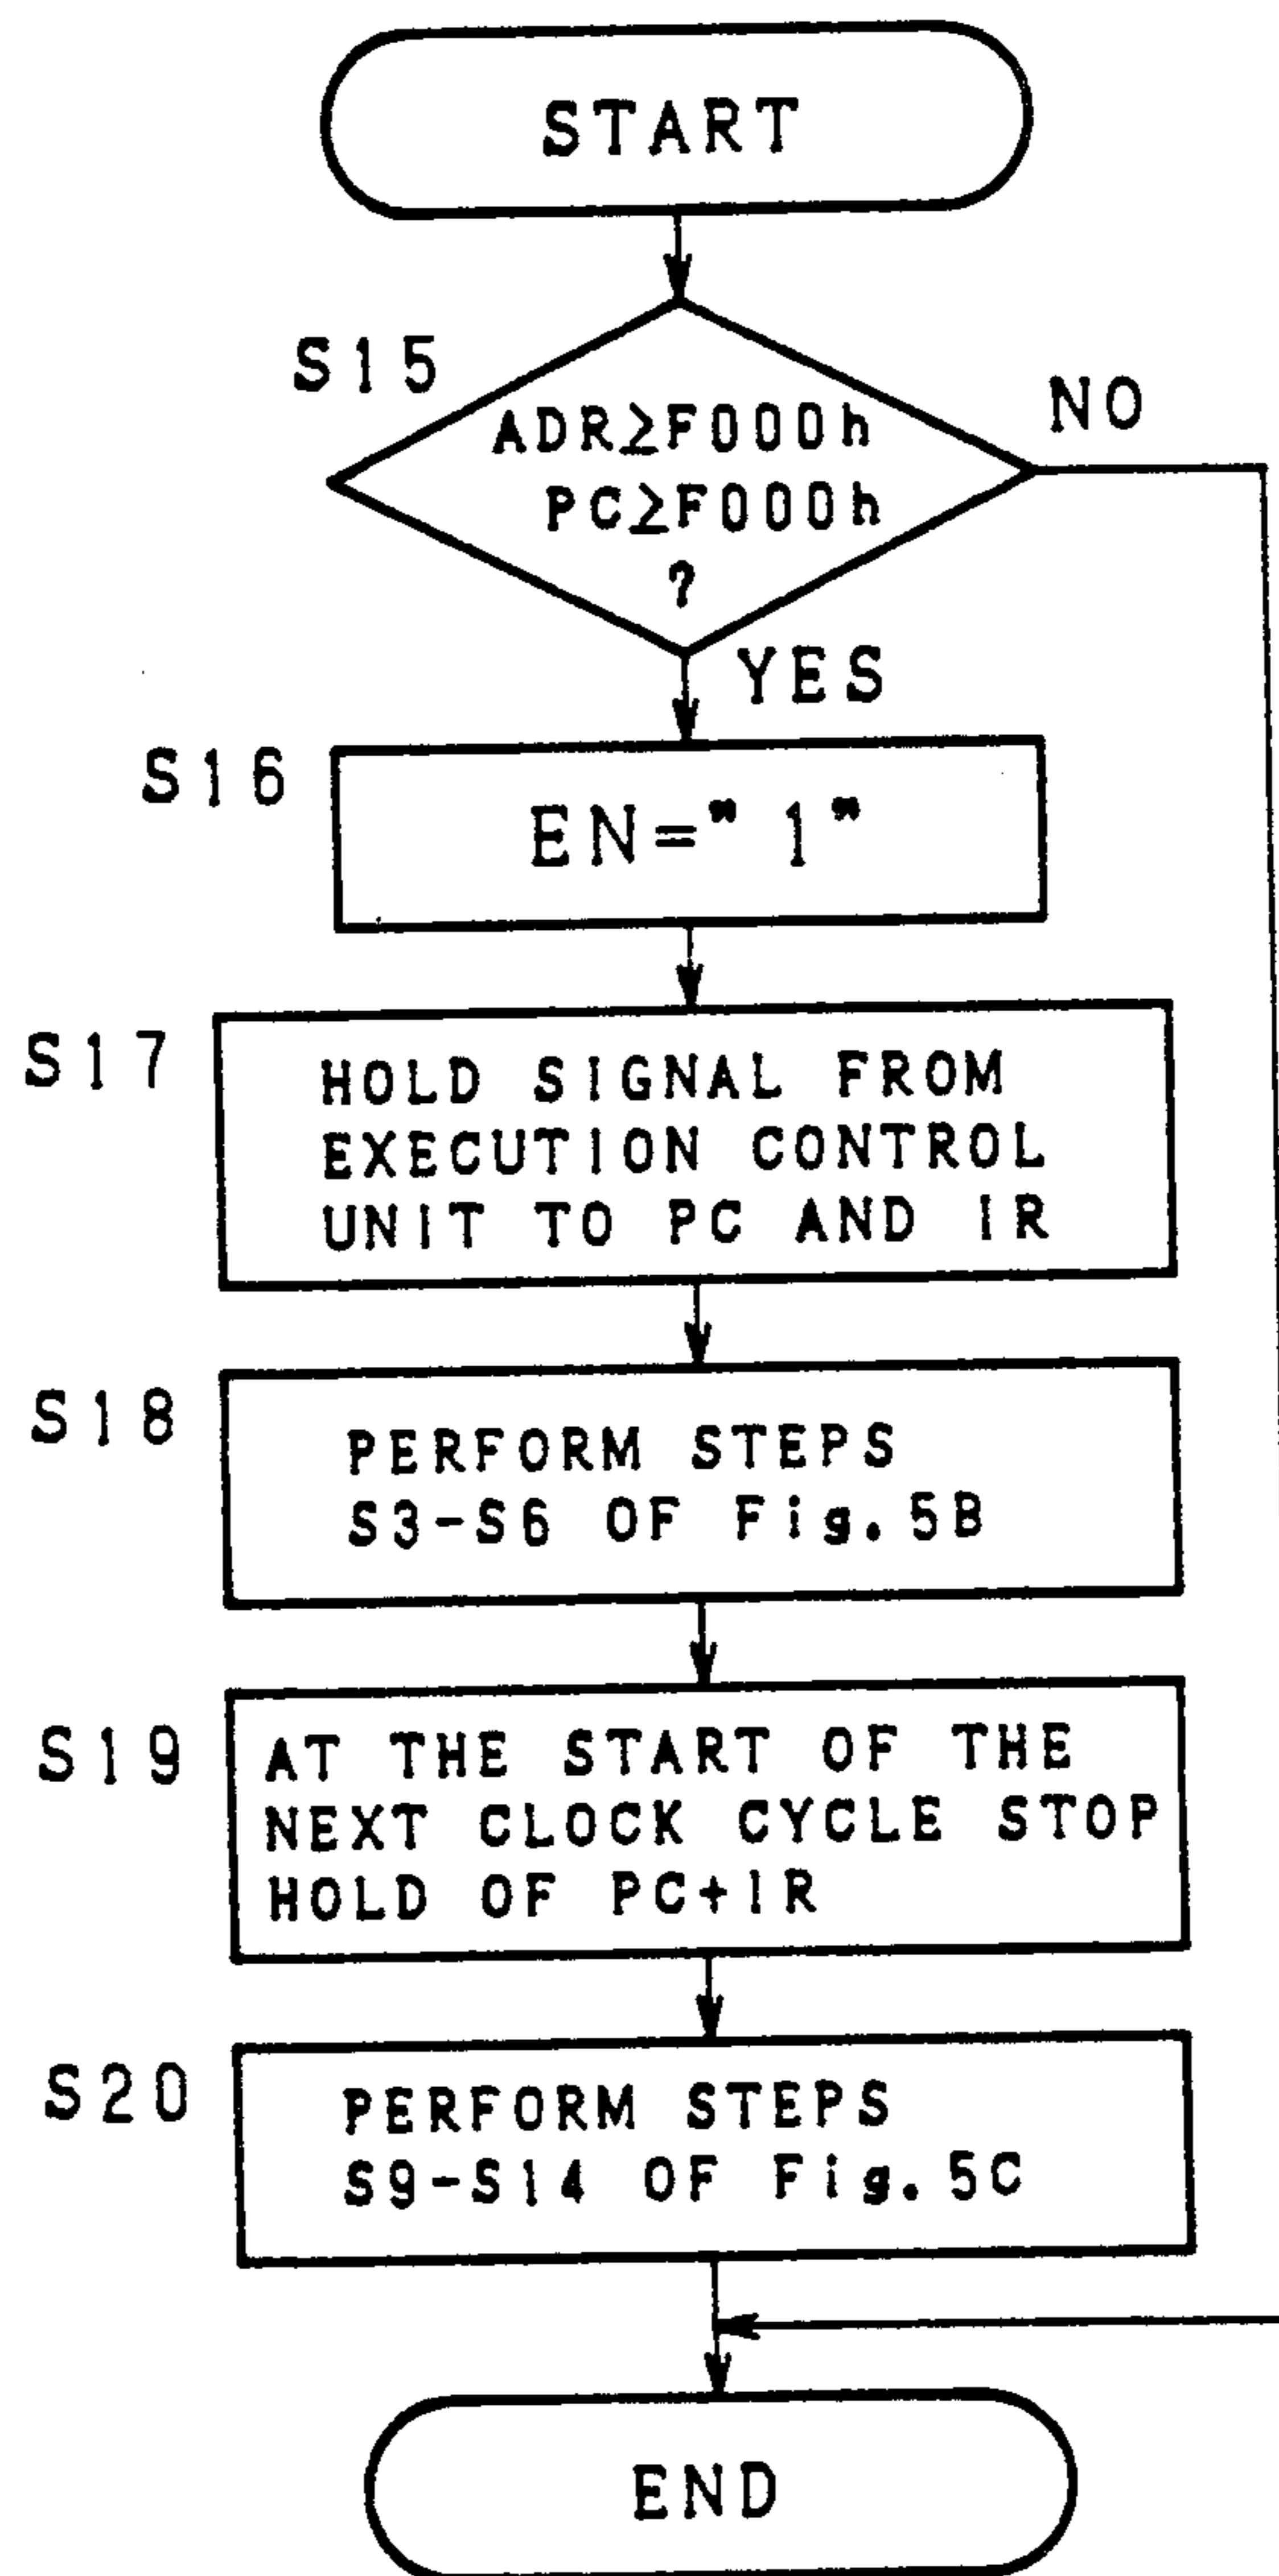 START
S15
ADR≥F000h
PC≥F000h
?
NO
YES
S16
EN=" 1"
S17
HOLD SIGNAL FROM
EXECUTION CONTROL
UNIT TO PC AND IR
S18
PERFORM STEPS
S3-S6 OF Fig. 5B
S19
AT THE START OF THE
NEXT CLOCK CYCLE STOP
HOLD OF PC+IR
S20
PERFORM STEPS
S9-S14 OF Fig. 5C
END